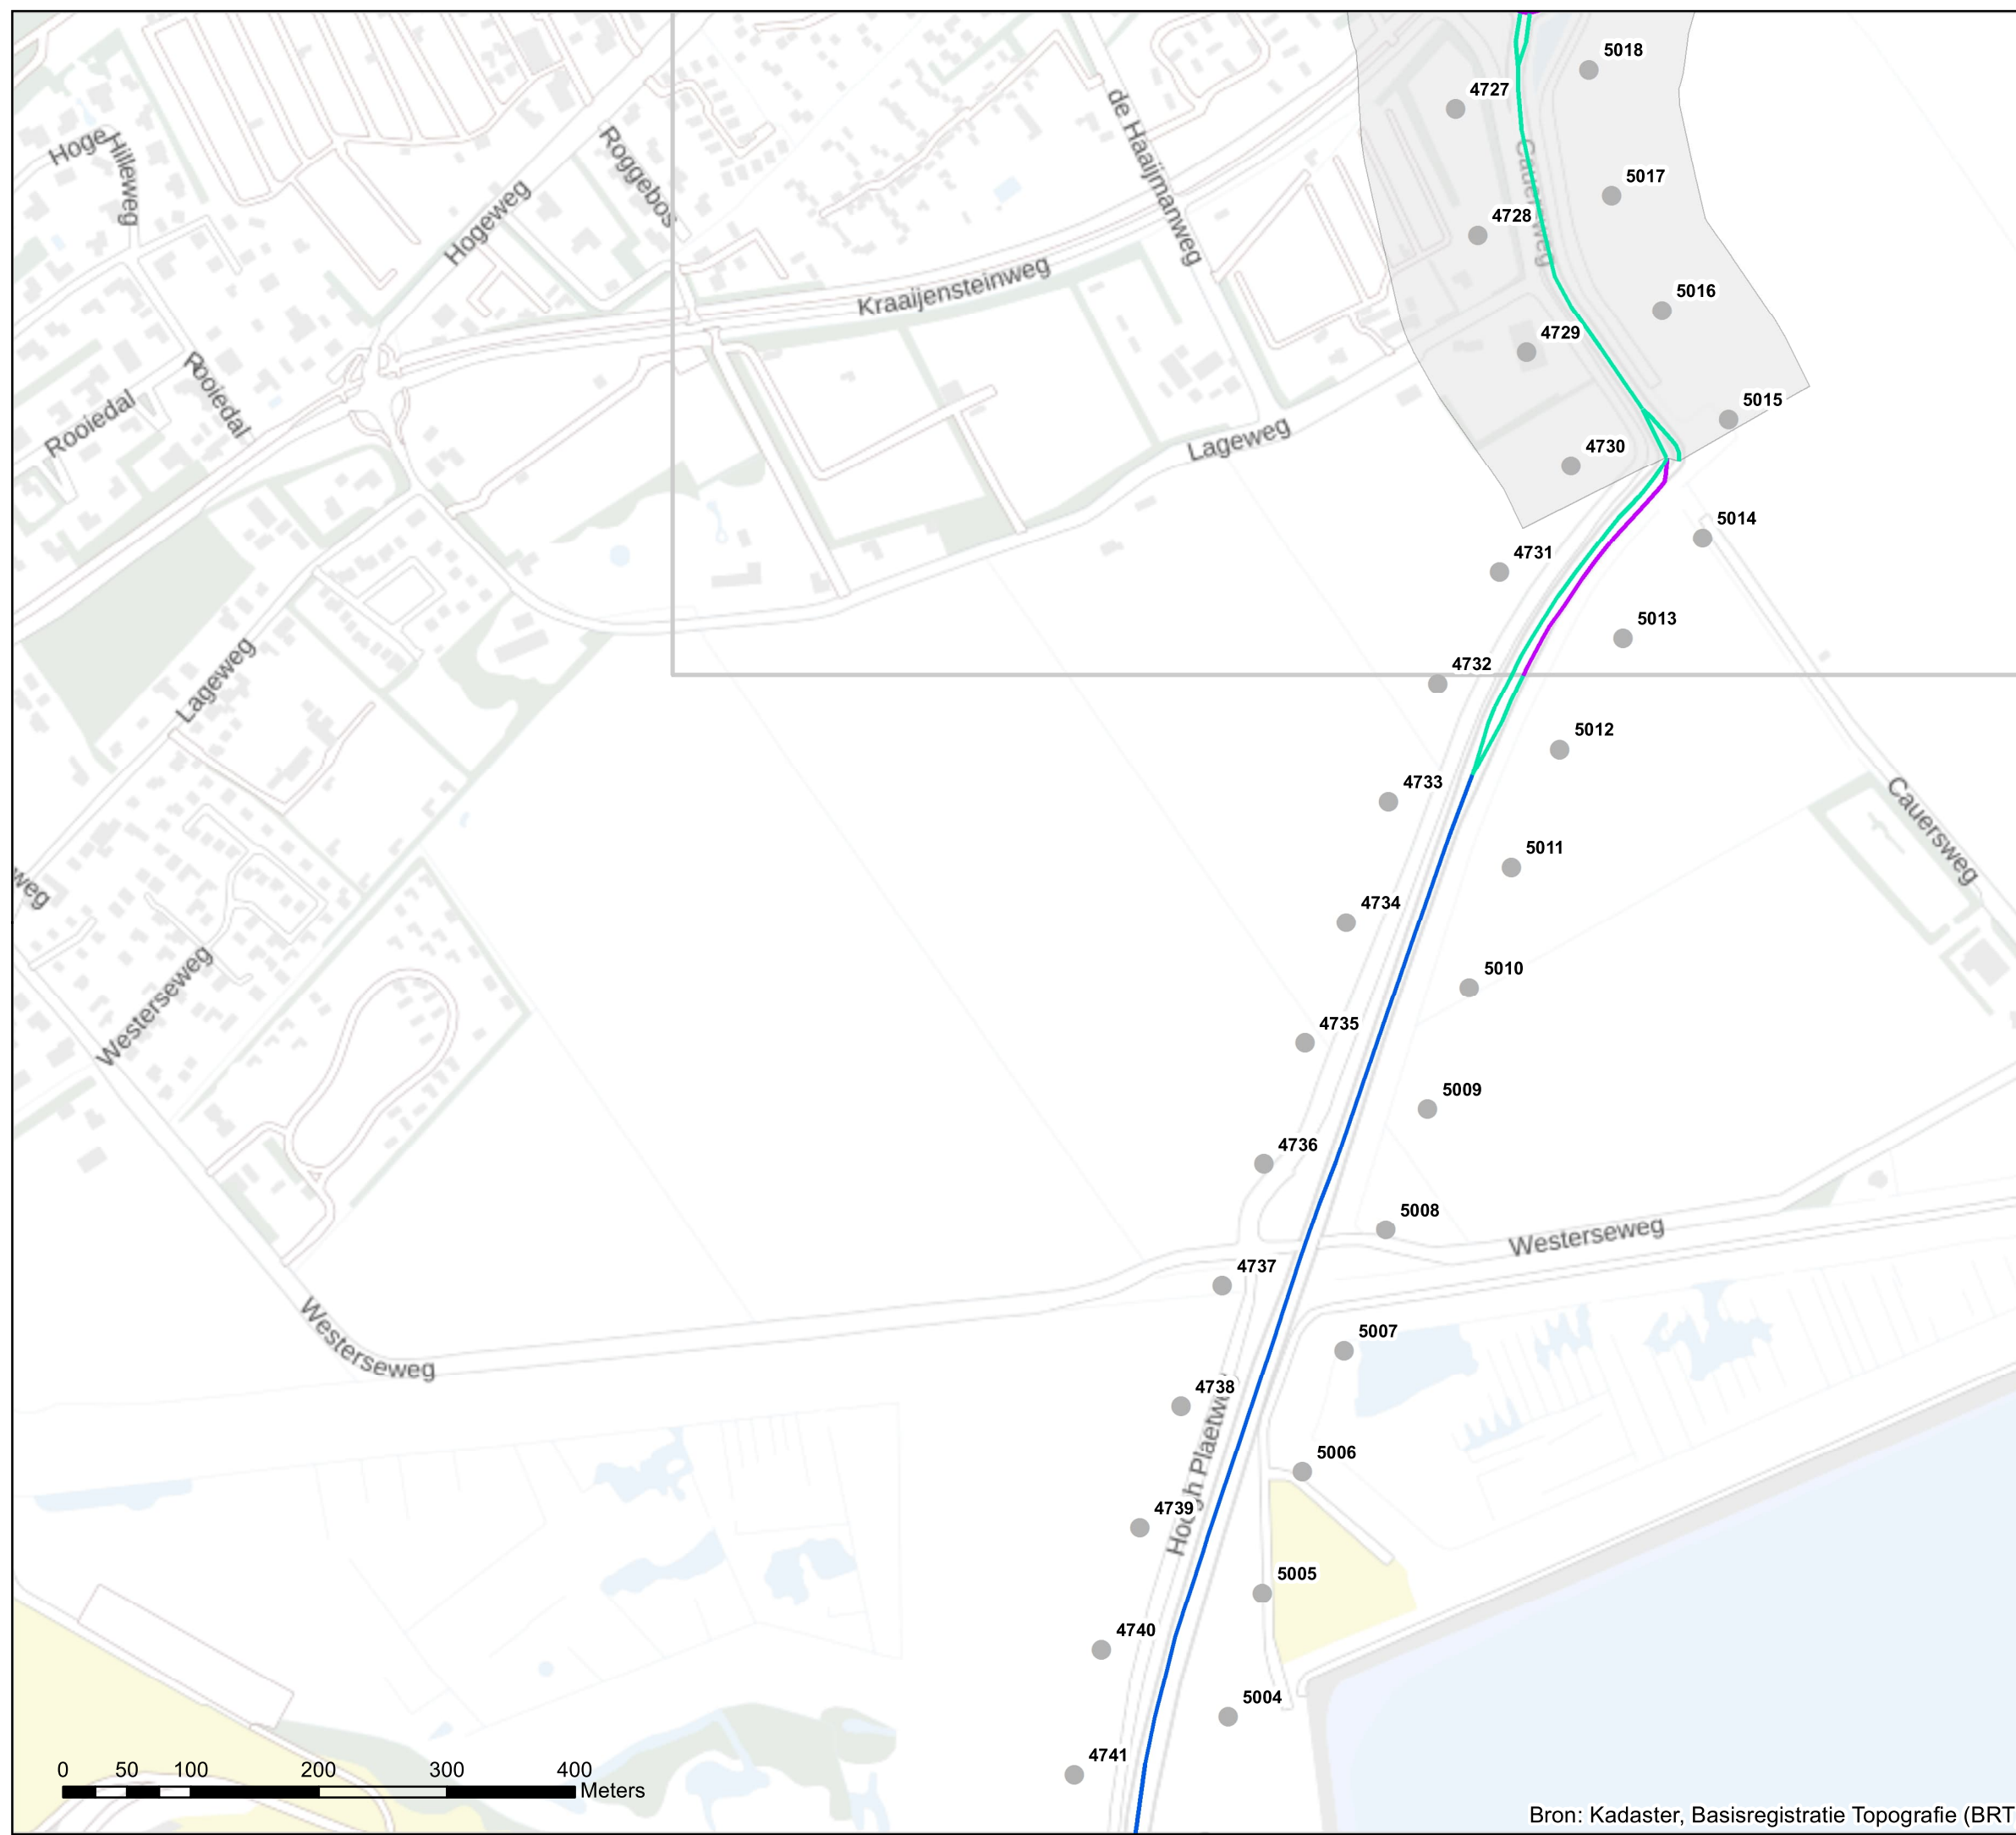 5018
4727
de Haaijmanweg
Roggebos
Hoge
Hilleweg
Cauersweg
5017
Hogeweg
4728
Kraaijensteinweg
5016
4729
Rooiedal
Rooiedal
5015
Lageweg
4730
5014
4731
5013
Lageweg
4732
5012
4733
Cauersweg
5011
weg
4734
5010
Westerseweg
4735
5009
4736
5008
Westerseweg
4737
Westerseweg
5007
4738
Hoogh Plaetweg
5006
4739
5005
4740
5004
4741
0 50 100 200 300 400
Meters
Bron: Kadaster, Basisregistratie Topografie (BRT